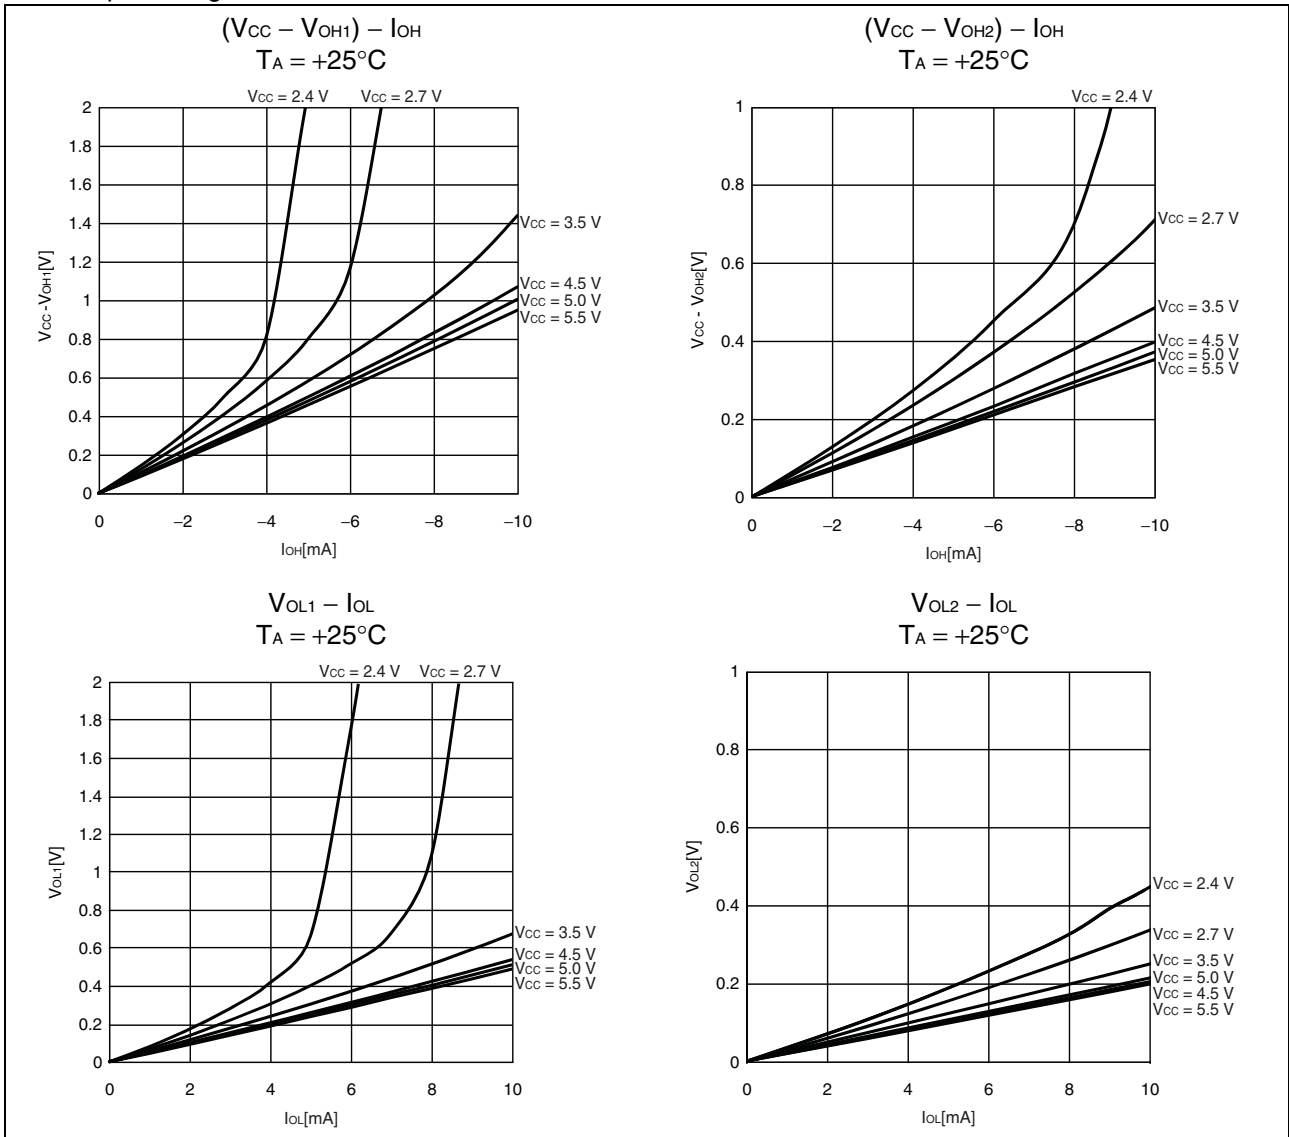 (VCC – VOH1) – IOH
TA = +25°C
VCC = 2.4 V VCC = 2.7 V
2
1.8
1.6
1.4
1.2
1
0.8
0.6
0.4
0.2
0
VCC = 3.5 V
VCC = 4.5 V
VCC = 5.0 V
VCC = 5.5 V
VCC - VOH1[V]
0 –2 –4 –6 –8 –10
IOH[mA]
(VCC – VOH2) – IOH
TA = +25°C
VCC = 2.4 V
1
0.8
0.6
0.4
0.2
0
VCC = 2.7 V
VCC = 3.5 V
VCC = 4.5 V
VCC = 5.0 V
VCC = 5.5 V
VCC - VOH2[V]
0 –2 –4 –6 –8 –10
IOH[mA]
VOL1 – IOL
TA = +25°C
VCC = 2.4 V VCC = 2.7 V
2
1.8
1.6
1.4
1.2
1
0.8
0.6
0.4
0.2
0
VCC = 3.5 V
VCC = 4.5 V
VCC = 5.0 V
VCC = 5.5 V
VOL1[V]
0 2 4 6 8 10
IOL[mA]
VOL2 – IOL
TA = +25°C
1
0.8
0.6
0.4
0.2
0
VCC = 2.4 V
VCC = 2.7 V
VCC = 3.5 V
VCC = 5.0 V
VCC = 4.5 V
VCC = 5.5 V
VOL2[V]
0 2 4 6 8 10
IOL[mA]